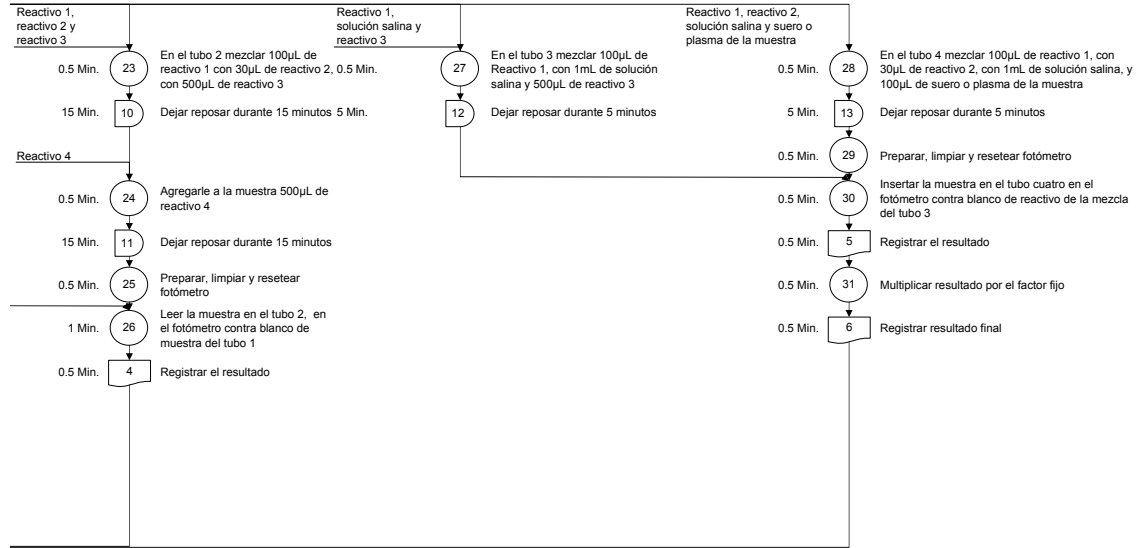 Reactivo 1,
reactivo 2 y
reactivo 3
0.5 Min.
23
En el tubo 2 mezclar 100µL de
reactivo 1 con 30µL de reactivo 2,
con 500µL de reactivo 3
15 Min.
10
Dejar reposar durante 15 minutos
Reactivo 4
0.5 Min.
24
Agregarle a la muestra 500µL de
reactivo 4
15 Min.
11
Dejar reposar durante 15 minutos
0.5 Min.
25
Preparar, limpiar y resetear
fotómetro
1 Min.
26
Leer la muestra en el tubo 2, en
el fotómetro contra blanco de
muestra del tubo 1
0.5 Min.
4
Registrar el resultado
Reactivo 1,
solución salina y
reactivo 3
0.5 Min.
27
En el tubo 3 mezclar 100µL de
Reactivo 1, con 1mL de solución
salina y 500µL de reactivo 3
5 Min.
12
Dejar reposar durante 5 minutos
Reactivo 1, reactivo 2,
solución salina y suero o
plasma de la muestra
0.5 Min.
28
En el tubo 4 mezclar 100µL de reactivo 1, con
30µL de reactivo 2, con 1mL de solución salina, y
100µL de suero o plasma de la muestra
5 Min.
13
Dejar reposar durante 5 minutos
0.5 Min.
29
Preparar, limpiar y resetear fotómetro
0.5 Min.
30
Insertar la muestra en el tubo cuatro en el
fotómetro contra blanco de reactivo de la mezcla
del tubo 3
0.5 Min.
5
Registrar el resultado
0.5 Min.
31
Multiplicar resultado por el factor fijo
0.5 Min.
6
Registrar resultado final